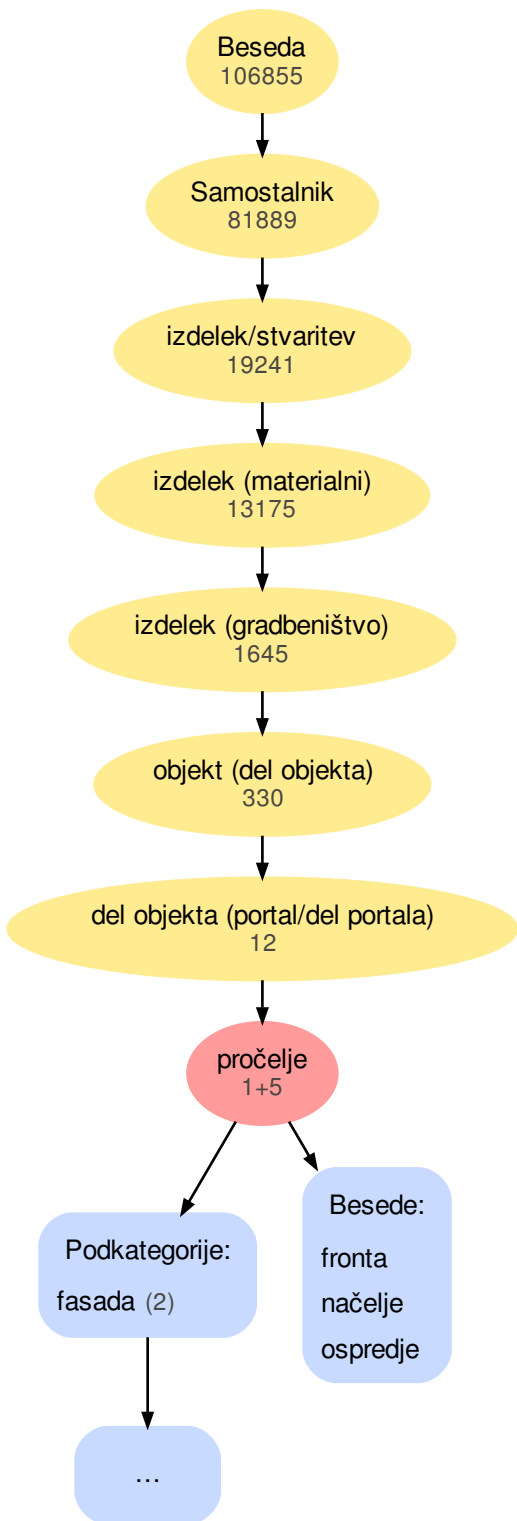 Beseda
106855
Samostalnik
81889
izdelek/stvaritev
19241
izdelek (materialni)
13175
izdelek (gradbeništvo)
1645
objekt (del objekta)
330
del objekta (portal/del portala)
12
pročelje
1+5
Podkategorije:
fasada (2)
Besede:
fronta
načelje
ospredje
…